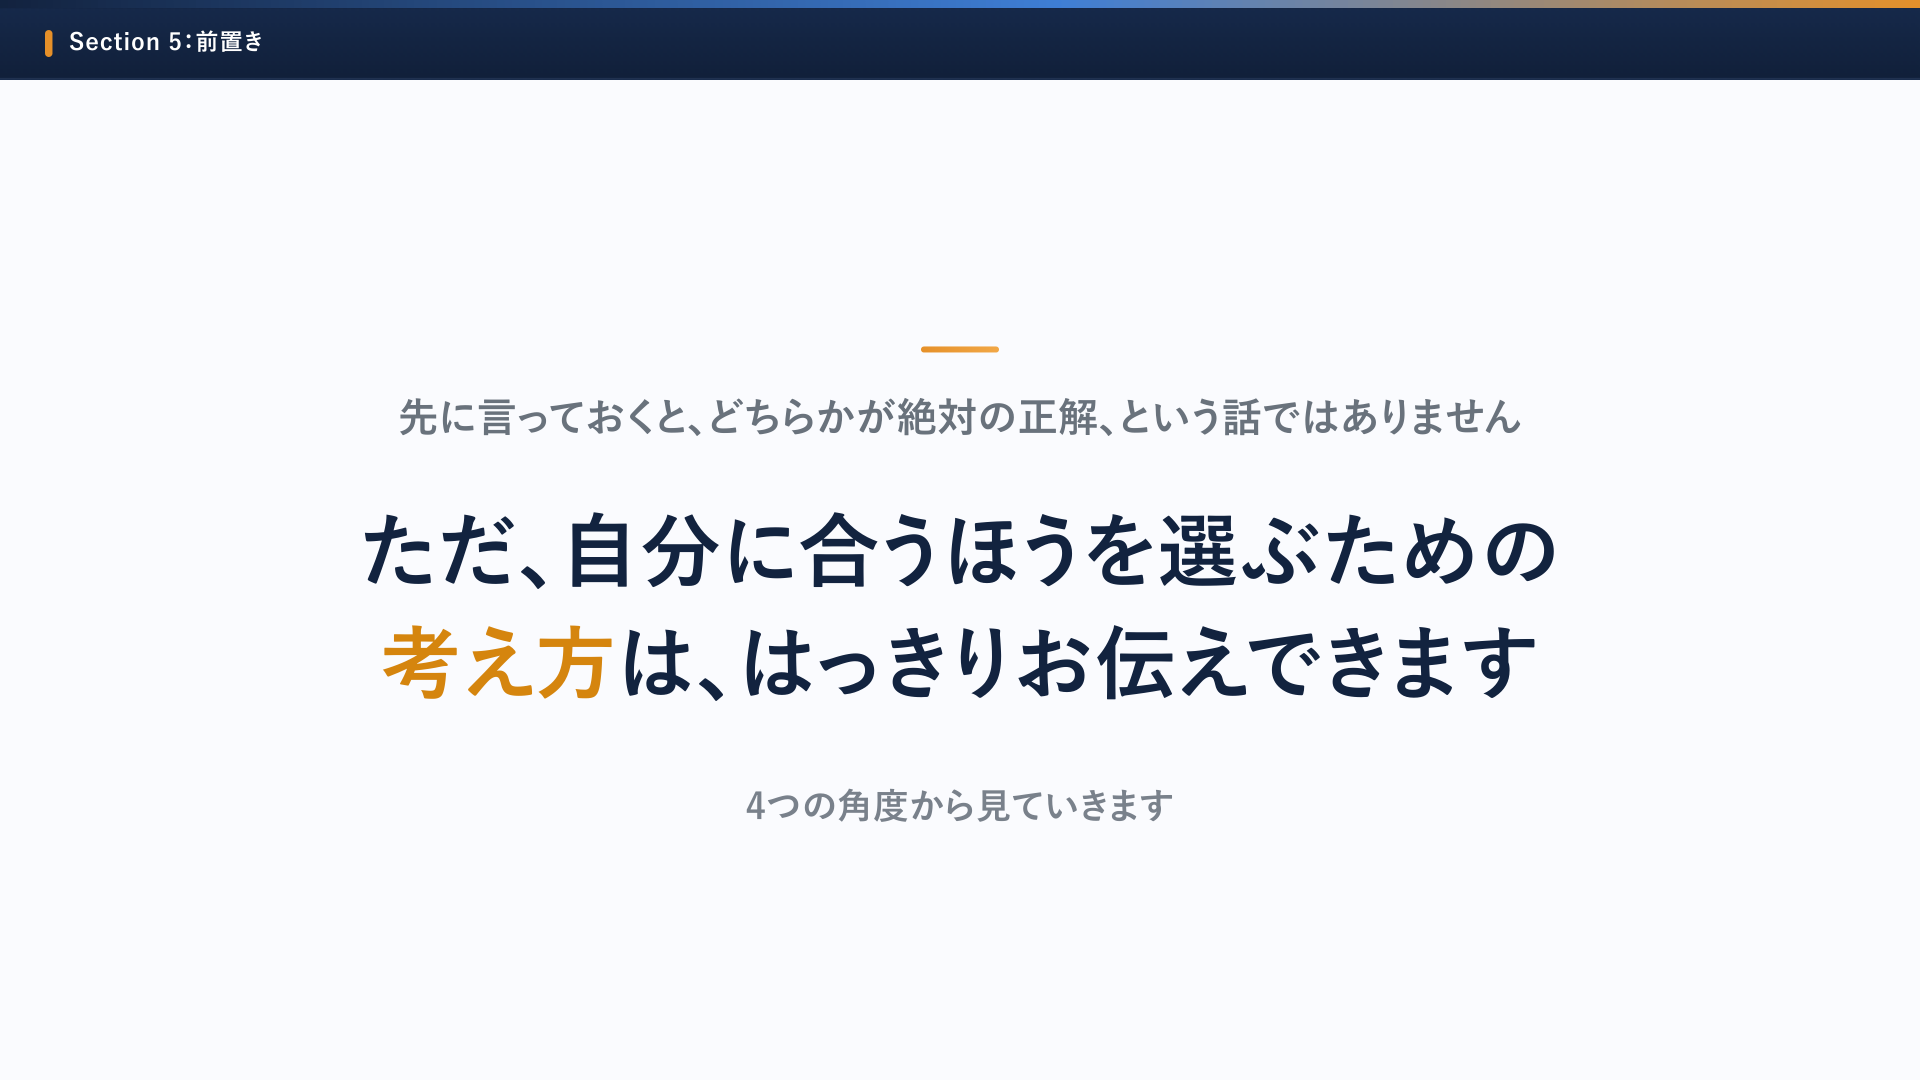 Section 5：前置き
先に言っておくと、どちらかが絶対の正解、という話ではありません
ただ、自分に合うほうを選ぶための
考え方は、はっきりお伝えできます
4つの角度から見ていきます